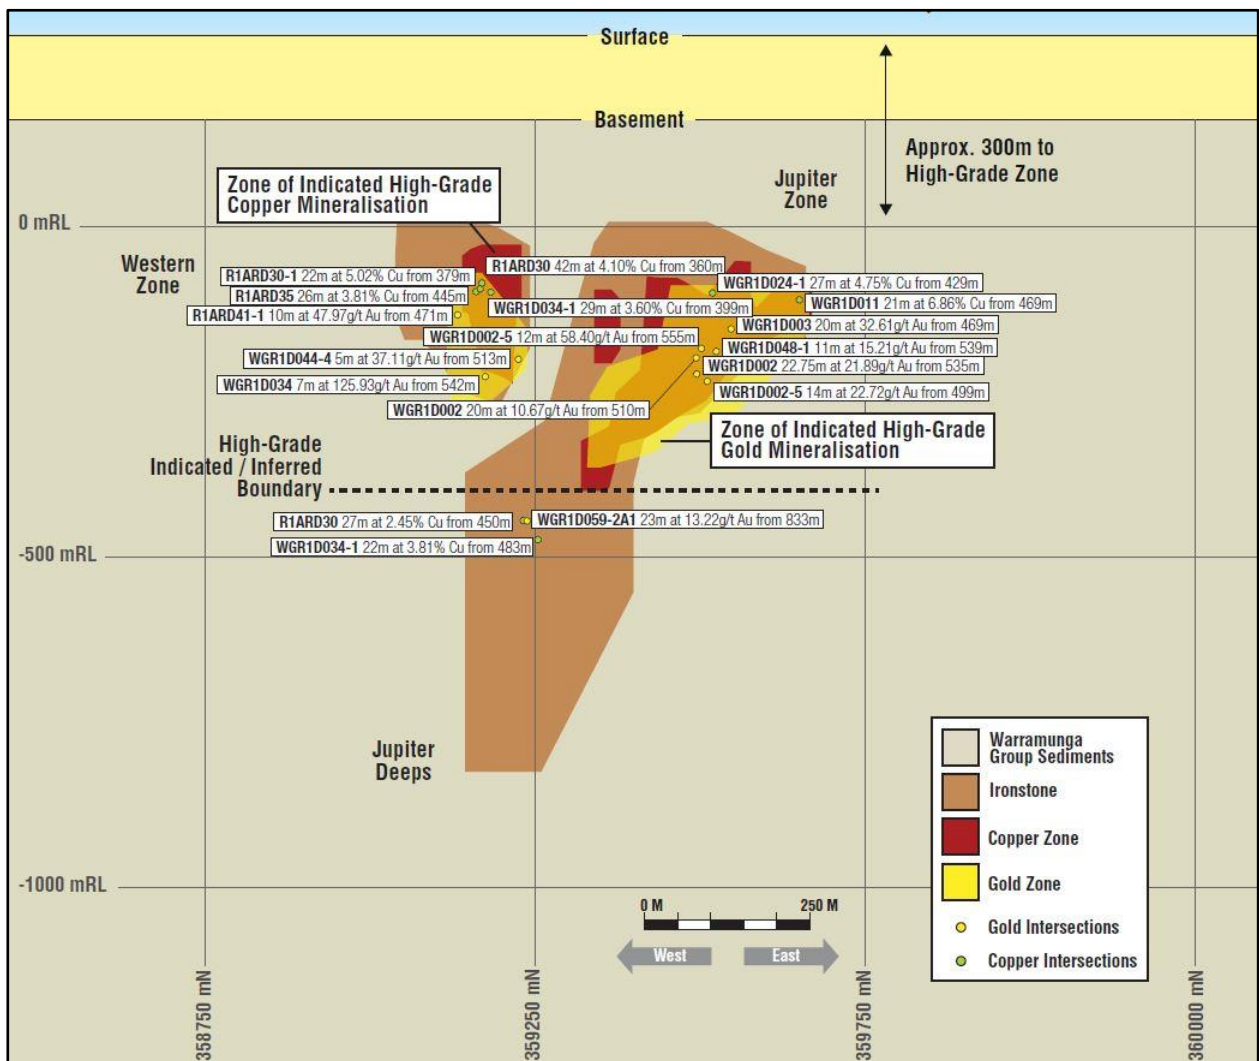 Surface
Basement
Approx. 300m to
High-Grade Zone
Zone of Indicated High-Grade
Copper Mineralisation
Jupiter
Zone
0 mRL
Western
Zone
R1ARD30 42m at 4.10% Cu from 360m
R1ARD30-1 22m at 5.02% Cu from 379m
WGR1D024-1 27m at 4.75% Cu from 429m
R1ARD35 26m at 3.81% Cu from 445m
WGR1D034-1 29m at 3.60% Cu from 399m
WGR1D011 21m at 6.86% Cu from 469m
R1ARD41-1 10m at 47.97g/t Au from 471m
WGR1D003 20m at 32.61g/t Au from 469m
WGR1D002-5 12m at 58.40g/t Au from 555m
WGR1D048-1 11m at 15.21g/t Au from 539m
WGR1D044-4 5m at 37.11g/t Au from 513m
WGR1D002 22.75m at 21.89g/t Au from 535m
WGR1D034 7m at 125.93g/t Au from 542m
WGR1D002-5 14m at 22.72g/t Au from 499m
WGR1D002 20m at 10.67g/t Au from 510m
Zone of Indicated High-Grade
Gold Mineralisation
High-Grade
Indicated / Inferred
Boundary
R1ARD30 27m at 2.45% Cu from 450m
WGR1D059-2A1 23m at 13.22g/t Au from 833m
WGR1D034-1 22m at 3.81% Cu from 483m
-500 mRL
Jupiter
Deeps
-1000 mRL
Warramunga
Group Sediments
Ironstone
Copper Zone
Gold Zone
Gold Intersections
Copper Intersections
0 M 250 M
West East
358750 mN
359250 mN
359750 mN
360000 mN